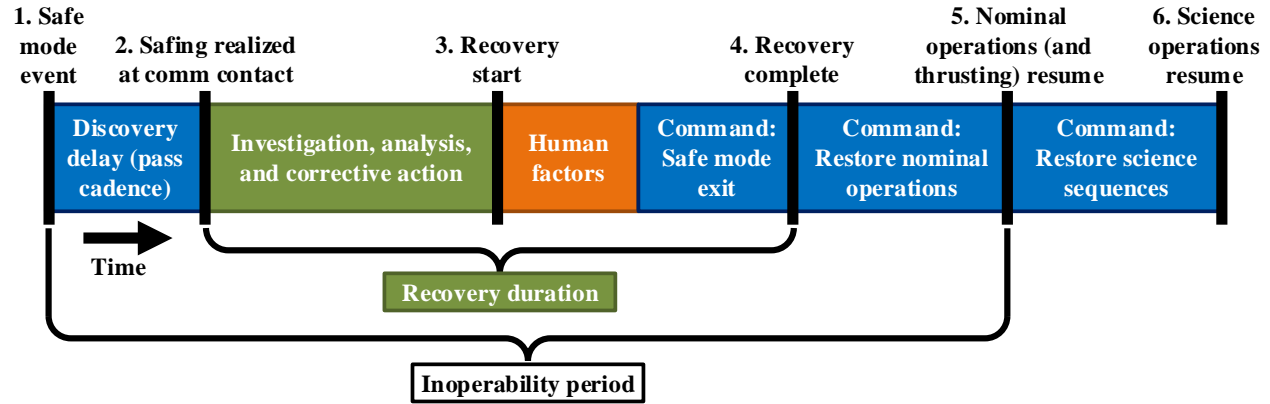 1. Safe
mode
event
2. Safing realized
at comm contact
3. Recovery
start
4. Recovery
complete
5. Nominal
operations (and
thrusting) resume
6. Science
operations
resume
Discovery
delay (pass
cadence)
Investigation, analysis,
and corrective action
Human
factors
Command:
Safe mode
exit
Command:
Restore nominal
operations
Command:
Restore science
sequences
Time
Recovery duration
Inoperability period